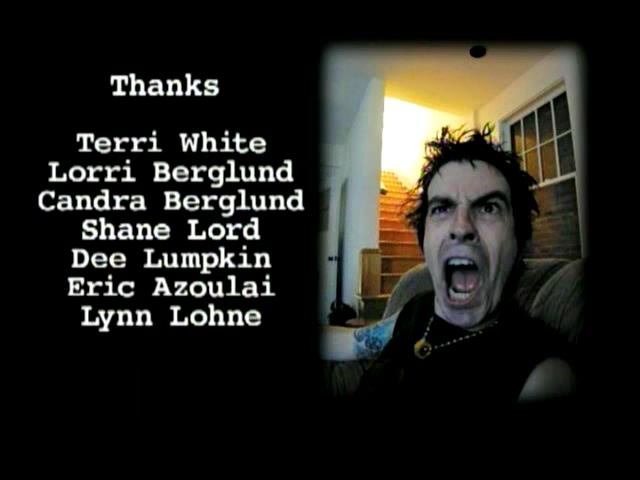 Thanks
Terri White
Lorri Berglund
Candra Berglund
Shane Lord
Dee Lumpkin
Eric Azoulai
Lynn Lohne